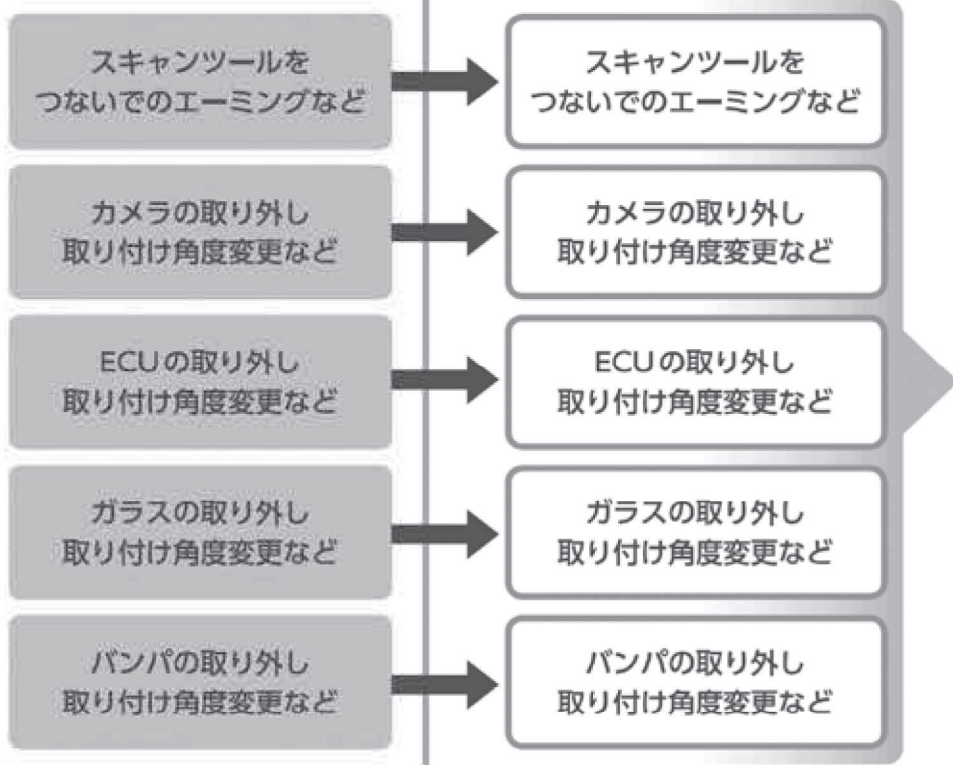 スキャンツールを
つないでのエーミングなど
スキャンツールを
つないでのエーミングなど
カメラの取り外し
取り付け角度変更など
カメラの取り外し
取り付け角度変更など
ECUの取り外し
取り付け角度変更など
ECUの取り外し
取り付け角度変更など
ガラスの取り外し
取り付け角度変更など
ガラスの取り外し
取り付け角度変更など
バンパの取り外し
取り付け角度変更など
バンパの取り外し
取り付け角度変更など